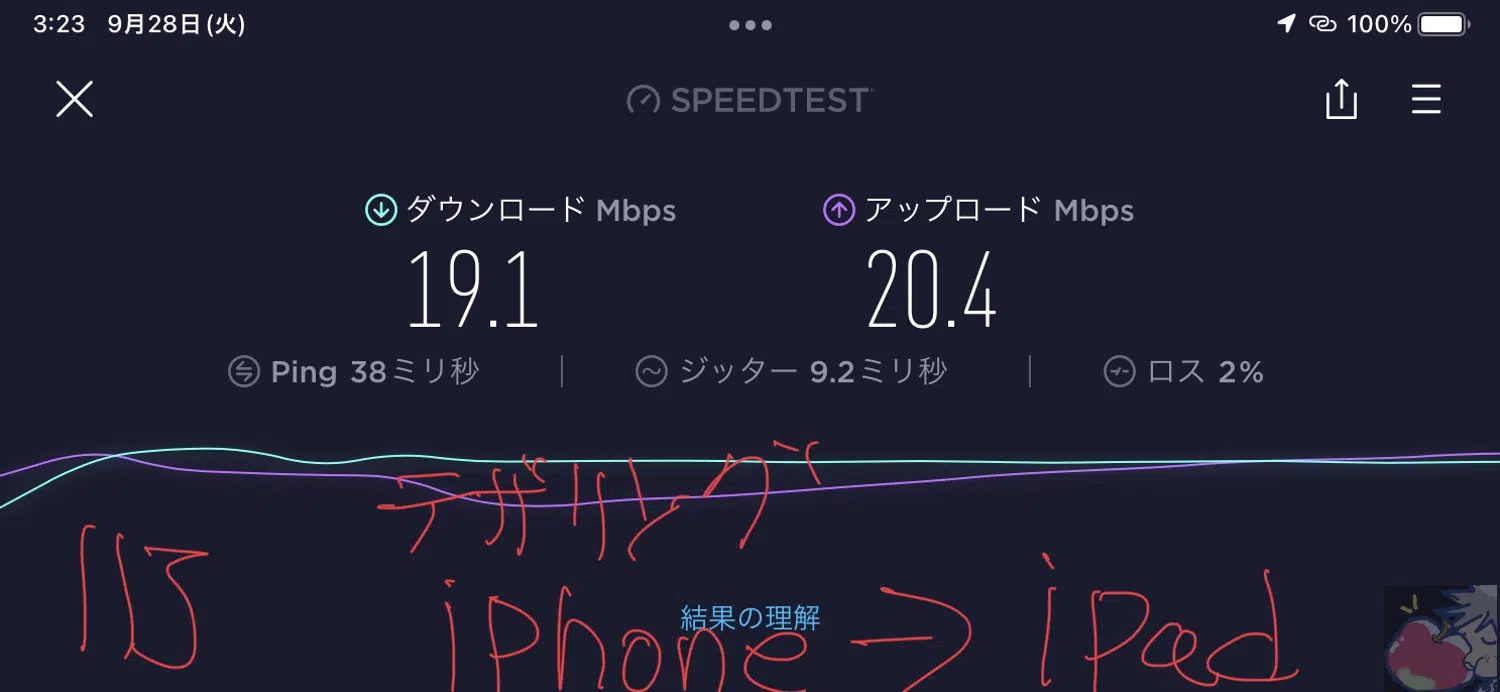 3:23 9月28日(火) 100%
SPEEDTEST
ダウンロード Mbps アップロード Mbps
19.1 20.4
Ping 38ミリ秒 ジッター 9.2ミリ秒 ロス 2%
テザリング
結果の理解
iPhone → iPad